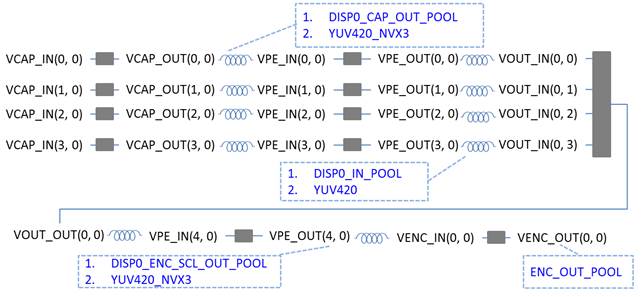 1. DISP0_CAP_OUT_POOL
2. YUV420_NVX3
VCAP_IN(0, 0) VCAP_OUT(0, 0) VPE_IN(0, 0) VPE_OUT(0, 0) VOUT_IN(0, 0)
VCAP_IN(1, 0) VCAP_OUT(1, 0) VPE_IN(1, 0) VPE_OUT(1, 0) VOUT_IN(0, 1)
VCAP_IN(2, 0) VCAP_OUT(2, 0) VPE_IN(2, 0) VPE_OUT(2, 0) VOUT_IN(0, 2)
VCAP_IN(3, 0) VCAP_OUT(3, 0) VPE_IN(3, 0) VPE_OUT(3, 0) VOUT_IN(0, 3)
1. DISP0_IN_POOL
2. YUV420
VOUT_OUT(0, 0) VPE_IN(4, 0) VPE_OUT(4, 0) VENC_IN(0, 0) VENC_OUT(0, 0)
1. DISP0_ENC_SCL_OUT_POOL
2. YUV420_NVX3
ENC_OUT_POOL